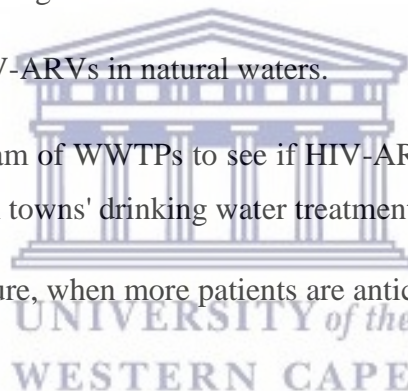 V-ARVs in natural waters.
am of WWTPs to see if HIV-AR
towns' drinking water treatment
ure, when more patients are antic
UNIVERSITY of the
WESTERN CAPE